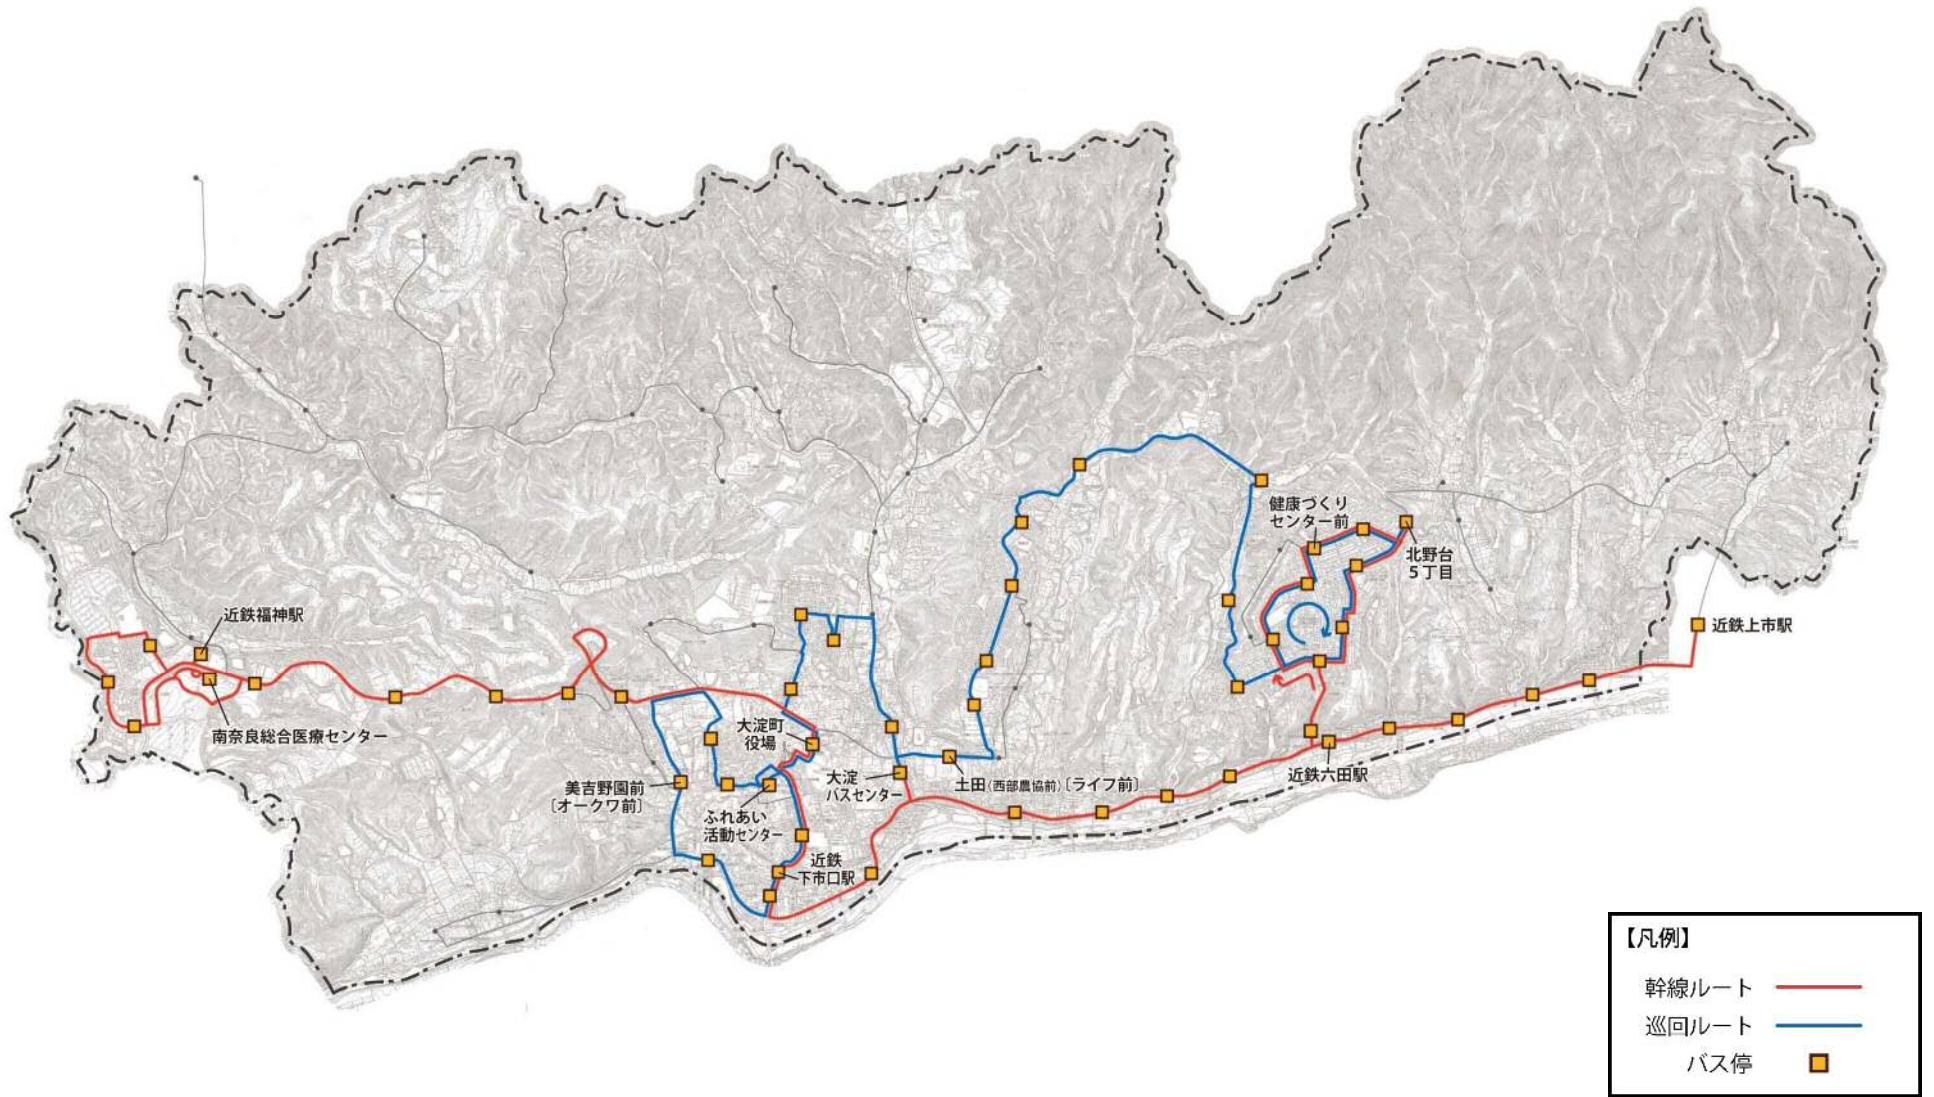 健康づくり
センター前
北野台
5丁目
近鉄福神駅
近鉄上市駅
南奈良総合医療センター
大淀町
役場
美吉野園前
〔オークワ前〕
ふれあい
活動センター
大淀
バスセンター
土田(西部農協前)〔ライフ前〕
近鉄六田駅
近鉄
下市口駅
【凡例】
幹線ルート
巡回ルート
バス停